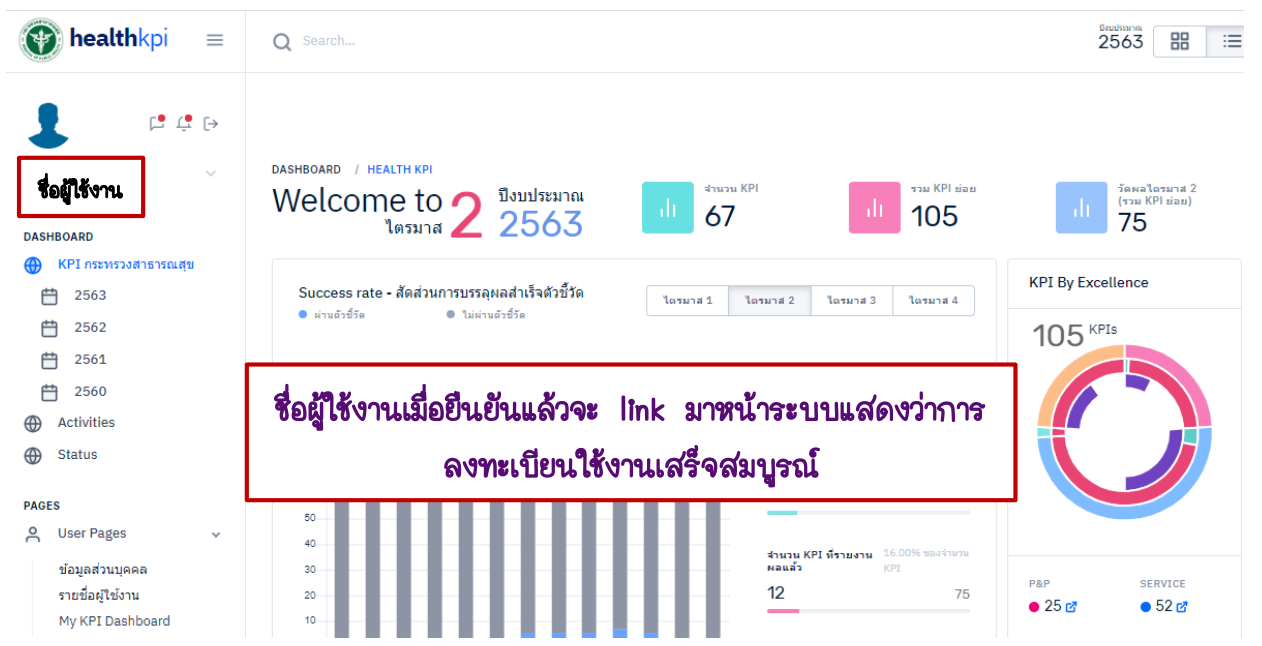 healthkpi
Search...
ปีงบประมาณ
2563
ชื่อผู้ใช้งาน
DASHBOARD
KPI กระทรวงสาธารณสุข
2563
2562
2561
2560
Activities
Status
PAGES
User Pages
ข้อมูลส่วนบุคคล
รายชื่อผู้ใช้งาน
My KPI Dashboard
DASHBOARD / HEALTH KPI
Welcome to 2 ปีงบประมาณ
ไตรมาส 2563
จำนวน KPI
67
รวม KPI ย่อย
105
วัดผลไตรมาส 2
(รวม KPI ย่อย)
75
Success rate - สัดส่วนการบรรลุผลสำเร็จตัวชี้วัด
ผ่านตัวชี้วัด ไม่ผ่านตัวชี้วัด
ไตรมาส 1 ไตรมาส 2 ไตรมาส 3 ไตรมาส 4
ชื่อผู้ใช้งานเมื่อยืนยันแล้วจะ link มาหน้าระบบแสดงว่าการ
ลงทะเบียนใช้งานเสร็จสมบูรณ์
50
40
30
20
10
จำนวน KPI ที่รายงาน 16.00% ของจำนวน
ผลแล้ว KPI
12 75
KPI By Excellence
105 KPIs
P&P SERVICE
25 52